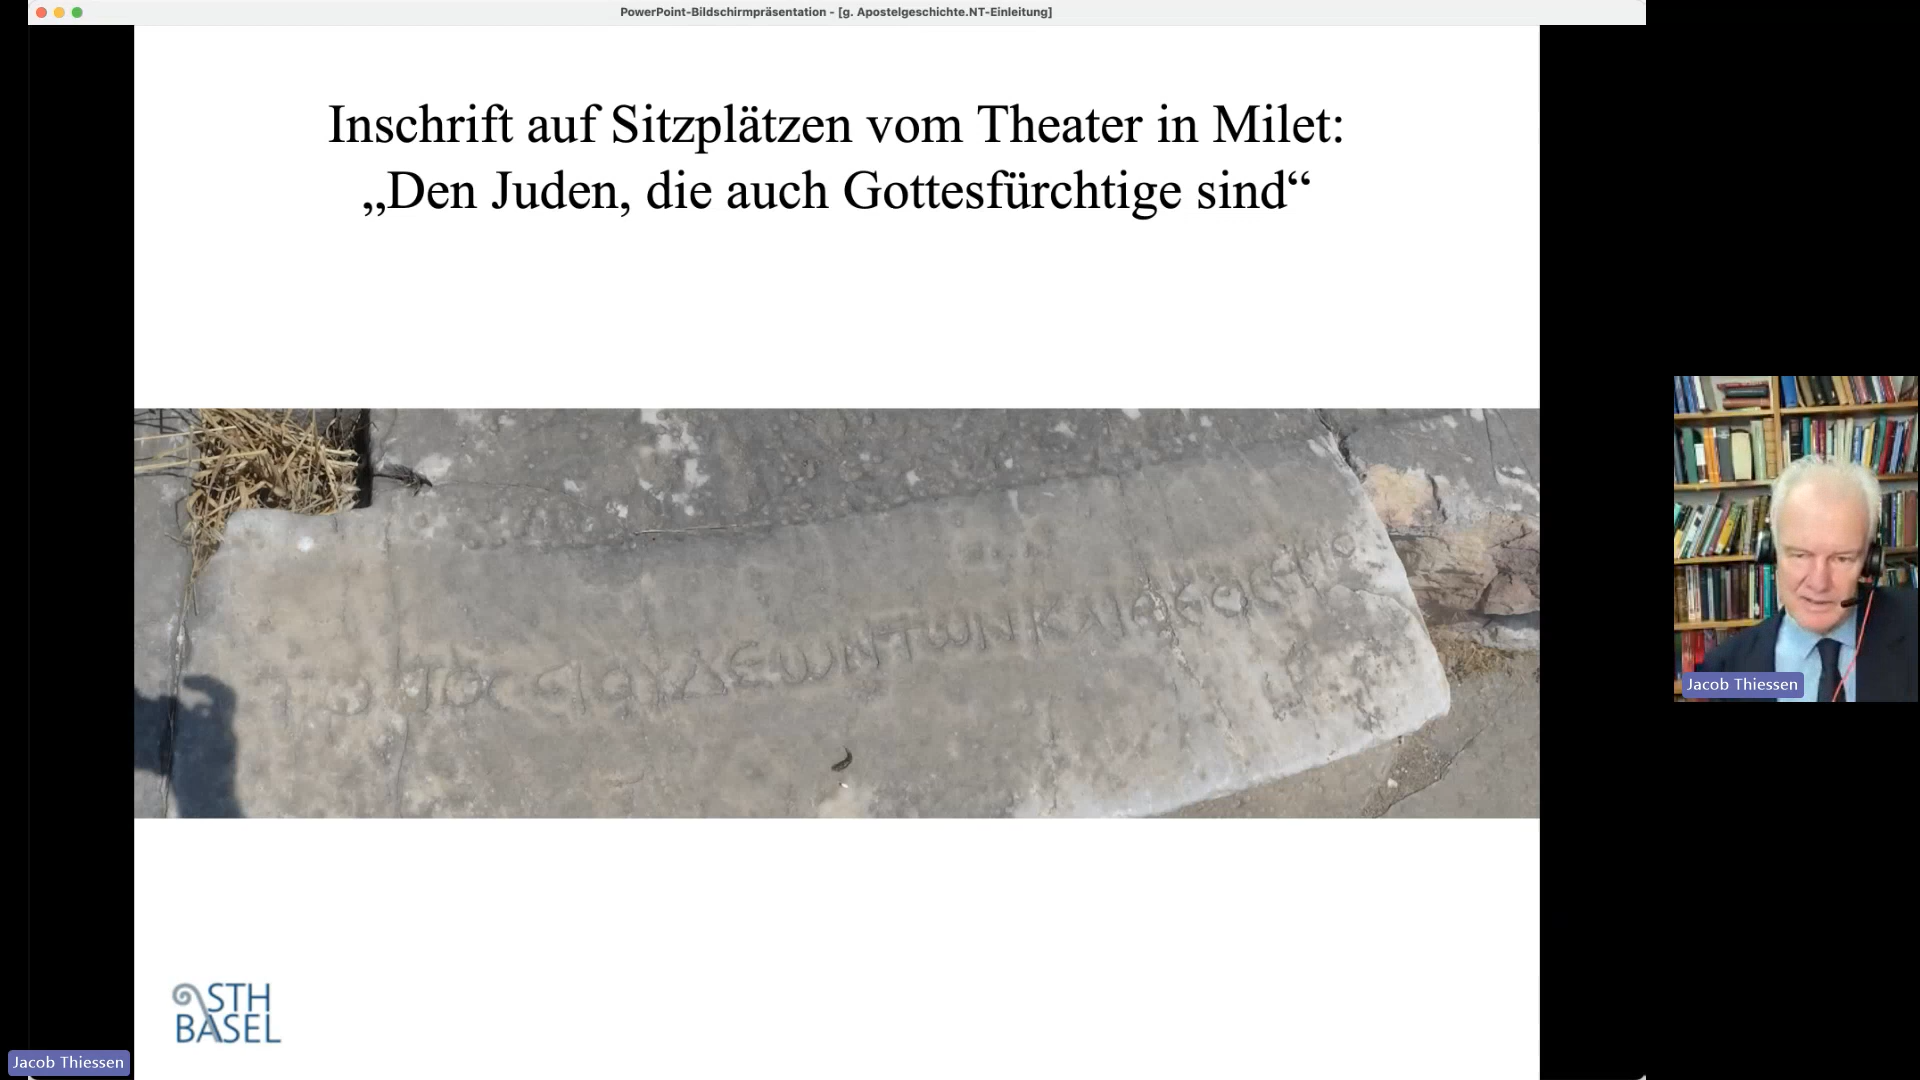 PowerPoint-Bildschirmpräsentation - [g. Apostelgeschichte.NT-Einleitung]
Inschrift auf Sitzplätzen vom Theater in Milet:
„Den Juden, die auch Gottesfürchtige sind“
ΤΟΠΟϹ ΕΙΟΥΔΕωΝ ΤωΝ ΚΑΙ
STH
BASEL
Jacob Thiessen
Jacob Thiessen